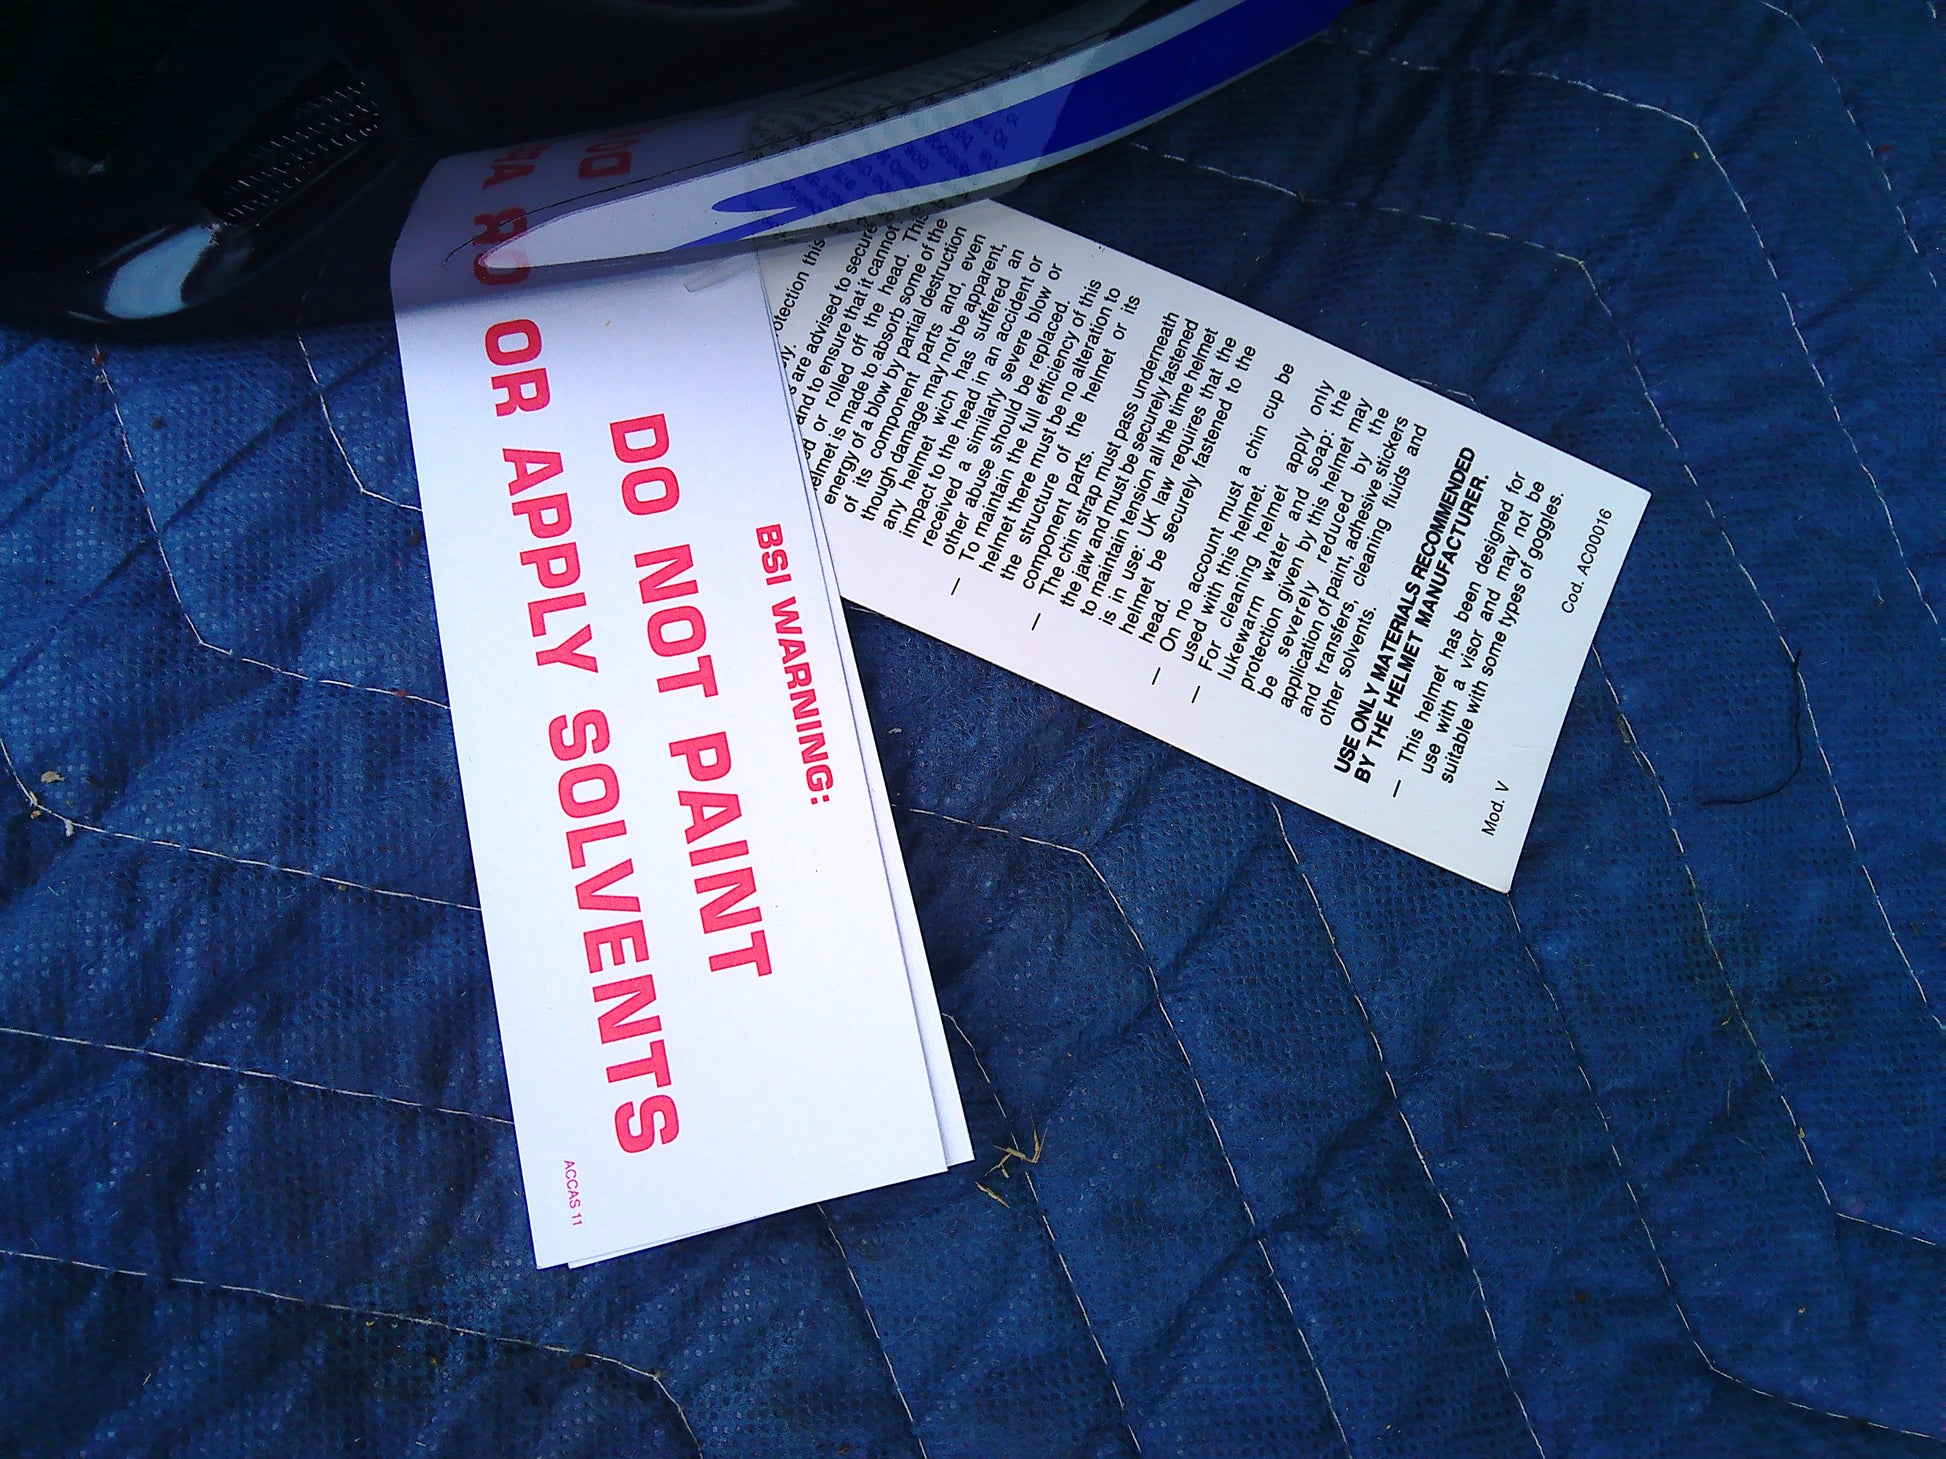 BSI WARNING:
DO NOT PAINT
OR APPLY SOLVENTS
ACCAS 11
otection this
are advised to secure
and to ensure that it cannot
or rolled off the head. This
helmet is made to absorb some of the
energy of a blow by partial destruction
of its component parts and, even
though damage may not be apparent,
any helmet wich has suffered an
impact to the head in an accident or
received a similarly severe blow or
other abuse should be replaced.
— To maintain the full efficiency of this
helmet there must be no alteration to
the structure of the helmet or its
component parts.
— The chin strap must pass underneath
the jaw and must be securely fastened
to maintain tension all the time helmet
is in use: UK law requires that the
helmet be securely fastened to the
head.
— On no account must a chin cup be
used with this helmet.
— For cleaning helmet apply only
lukewarm water and soap: the
protection given by this helmet may
be severely reduced by the
application of paint, adhesive stickers
and transfers, cleaning fluids and
other solvents.
USE ONLY MATERIALS RECOMMENDED
BY THE HELMET MANUFACTURER.
— This helmet has been designed for
use with a visor and may not be
suitable with some types of goggles.
Mod. V Cod. AC00016